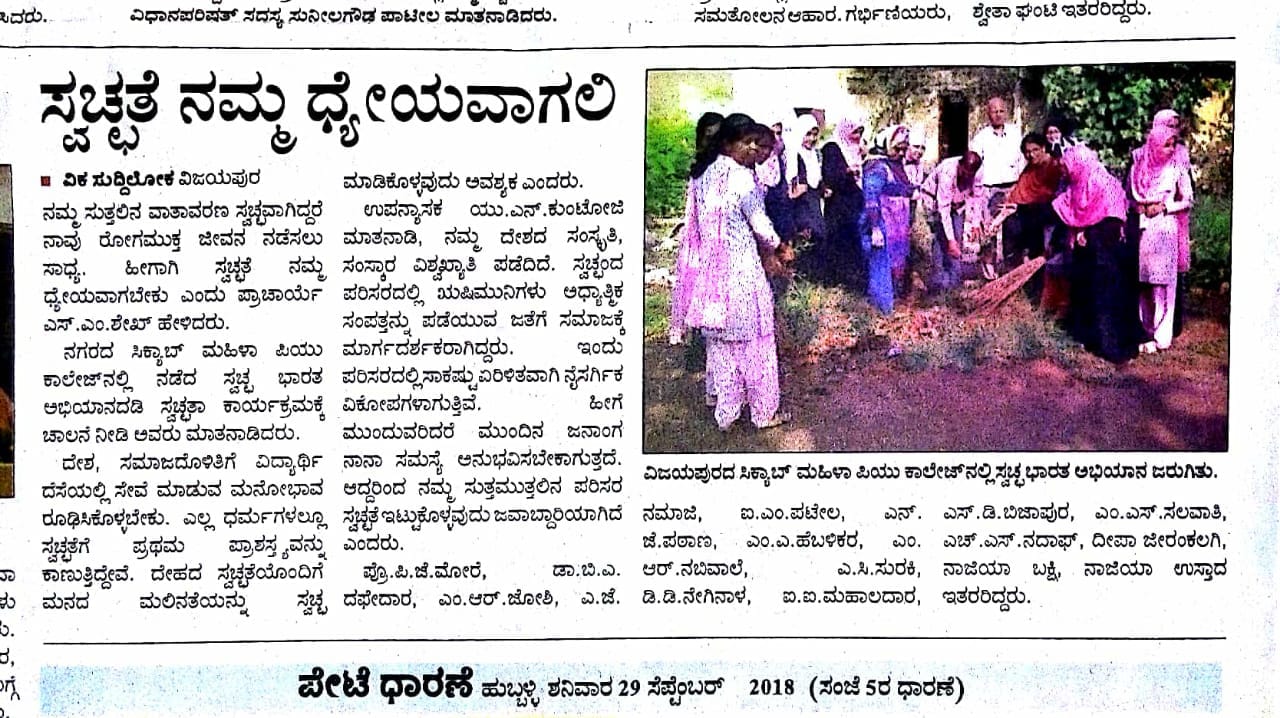 ವಿಧಾನಪರಿಷತ್ ಸದಸ್ಯ ಸುನೀಲಗೌಡ ಪಾಟೀಲ ಮಾತನಾಡಿದರು.
ಸಮತೋಲನ ಆಹಾರ. ಗರ್ಭಿಣಿಯರು,
ಶ್ವೇತಾ ಘಂಟಿ ಇತರರಿದ್ದರು.
ಸ್ವಚ್ಛತೆ ನಮ್ಮ ಧ್ಯೇಯವಾಗಲಿ
ವಿಕ ಸುದ್ದಿಲೋಕ ವಿಜಯಪುರ
ನಮ್ಮ ಸುತ್ತಲಿನ ವಾತಾವರಣ ಸ್ವಚ್ಛವಾಗಿದ್ದರೆ
ನಾವು ರೋಗಮುಕ್ತ ಜೀವನ ನಡೆಸಲು
ಸಾಧ್ಯ. ಹೀಗಾಗಿ ಸ್ವಚ್ಛತೆ ನಮ್ಮ
ಧ್ಯೇಯವಾಗಬೇಕು ಎಂದು ಪ್ರಾಚಾರ್ಯೆ
ಎಸ್.ಎಂ.ಶೇಖ್ ಹೇಳಿದರು.
ನಗರದ ಸಿಕ್ಯಾಬ್ ಮಹಿಳಾ ಪಿಯು
ಕಾಲೇಜ್‌ನಲ್ಲಿ ನಡೆದ ಸ್ವಚ್ಛ ಭಾರತ
ಅಭಿಯಾನದಡಿ ಸ್ವಚ್ಛತಾ ಕಾರ್ಯಕ್ರಮಕ್ಕೆ
ಚಾಲನೆ ನೀಡಿ ಅವರು ಮಾತನಾಡಿದರು.
ದೇಶ, ಸಮಾಜದೊಳಿತಿಗೆ ವಿದ್ಯಾರ್ಥಿ
ದೆಸೆಯಲ್ಲಿ ಸೇವೆ ಮಾಡುವ ಮನೋಭಾವ
ರೂಢಿಸಿಕೊಳ್ಳಬೇಕು. ಎಲ್ಲ ಧರ್ಮಗಳಲ್ಲೂ
ಸ್ವಚ್ಛತೆಗೆ ಪ್ರಥಮ ಪ್ರಾಶಸ್ತ್ಯವನ್ನು
ಕಾಣುತ್ತಿದ್ದೇವೆ. ದೇಹದ ಸ್ವಚ್ಛತೆಯೊಂದಿಗೆ
ಮನದ ಮಲಿನತೆಯನ್ನು ಸ್ವಚ್ಛ
ಮಾಡಿಕೊಳ್ಳವುದು ಅವಶ್ಯಕ ಎಂದರು.
ಉಪನ್ಯಾಸಕ ಯು.ಎನ್.ಕುಂಟೋಜಿ
ಮಾತನಾಡಿ, ನಮ್ಮ ದೇಶದ ಸಂಸ್ಕೃತಿ,
ಸಂಸ್ಕಾರ ವಿಶ್ವಖ್ಯಾತಿ ಪಡೆದಿದೆ. ಸ್ವಚ್ಛಂದ
ಪರಿಸರದಲ್ಲಿ ಋಷಿಮುನಿಗಳು ಆಧ್ಯಾತ್ಮಿಕ
ಸಂಪತ್ತನ್ನು ಪಡೆಯುವ ಜತೆಗೆ ಸಮಾಜಕ್ಕೆ
ಮಾರ್ಗದರ್ಶಕರಾಗಿದ್ದರು. ಇಂದು
ಪರಿಸರದಲ್ಲಿ ಸಾಕಷ್ಟು ಏರಿಳಿತವಾಗಿ ನೈಸರ್ಗಿಕ
ವಿಕೋಪಗಳಾಗುತ್ತಿವೆ. ಹೀಗೆ
ಮುಂದುವರಿದರೆ ಮುಂದಿನ ಜನಾಂಗ
ನಾನಾ ಸಮಸ್ಯೆ ಅನುಭವಿಸಬೇಕಾಗುತ್ತದೆ.
ಆದ್ದರಿಂದ ನಮ್ಮ ಸುತ್ತಮುತ್ತಲಿನ ಪರಿಸರ
ಸ್ವಚ್ಛತೆ ಇಟ್ಟುಕೊಳ್ಳವುದು ಜವಾಬ್ದಾರಿಯಾಗಿದೆ
ಎಂದರು.
ಪ್ರೊ.ಪಿ.ಜೆ.ಮೋರೆ, ಡಾ.ಬಿ.ಎ.
ದಫೇದಾರ, ಎಂ.ಆರ್.ಜೋಶಿ, ಎ.ಜೆ.
ವಿಜಯಪುರದ ಸಿಕ್ಯಾಬ್ ಮಹಿಳಾ ಪಿಯು ಕಾಲೇಜ್‌ನಲ್ಲಿ ಸ್ವಚ್ಛ ಭಾರತ ಅಭಿಯಾನ ಜರುಗಿತು.
ನಮಾಜಿ, ಐ.ಎಂ.ಪಟೇಲ, ಎನ್.
ಜೆ.ಪಠಾಣ, ಎಂ.ಎ.ಹೆಬಳಿಕರ, ಎಂ.
ಆರ್.ನಬಿವಾಲೆ, ಎ.ಸಿ.ಸುರಕಿ,
ಡಿ.ಡಿ.ನೇಗಿನಾಳ, ಐ.ಐ.ಮಹಾಲದಾರ,
ಎಸ್.ಡಿ.ಬಿಜಾಪುರ, ಎಂ.ಎಸ್.ಸಲವಾತಿ,
ಎಚ್.ಎಸ್.ನದಾಫ್, ದೀಪಾ ಜೀರಂಕಲಗಿ,
ನಾಜಿಯಾ ಬಕ್ಷಿ, ನಾಜಿಯಾ ಉಸ್ತಾದ
ಇತರರಿದ್ದರು.
ಪೇಟೆ ಧಾರಣೆ ಹುಬ್ಬಳ್ಳಿ ಶನಿವಾರ 29 ಸೆಪ್ಟೆಂಬರ್ 2018 (ಸಂಜೆ 5ರ ಧಾರಣೆ)